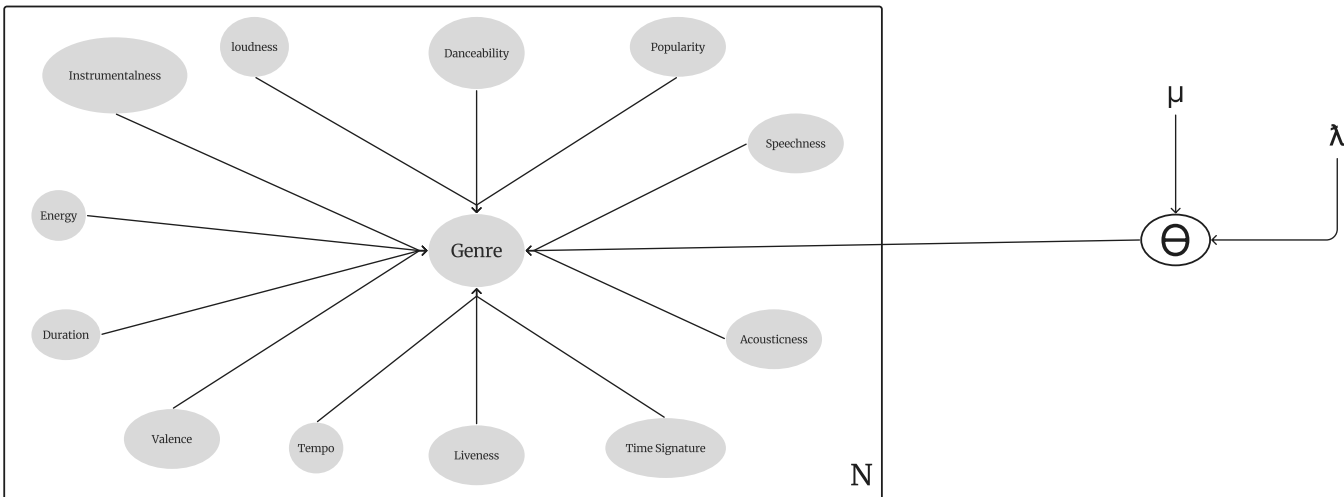 loudness
Danceability
Popularity
Instrumentalness
μ
ƛ
Speechness
Energy
Genre
Θ
Duration
Acousticness
Valence
Tempo
Liveness
Time Signature
N